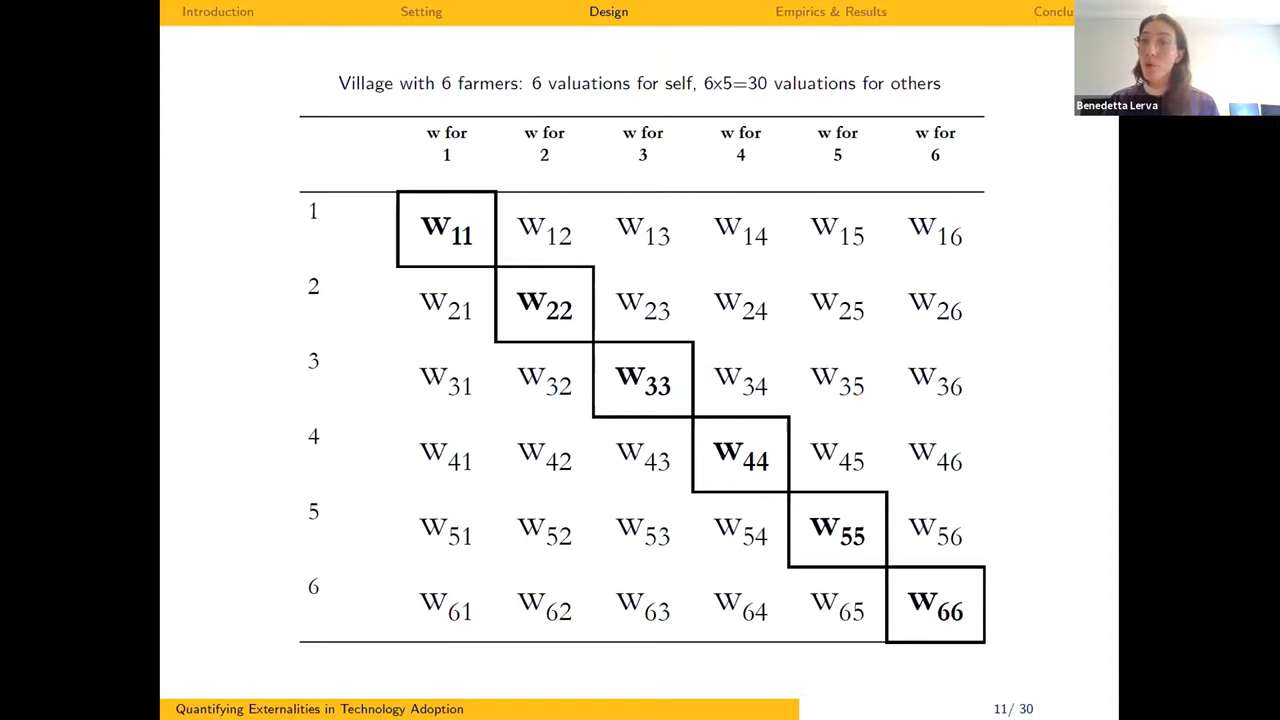 Introduction Setting Design Empirics & Results Conclu
Benedetta Lerva
Village with 6 farmers: 6 valuations for self, 6x5=30 valuations for others
w for 1 w for 2 w for 3 w for 4 w for 5 w for 6
1 w11 w12 w13 w14 w15 w16
2 w21 w22 w23 w24 w25 w26
3 w31 w32 w33 w34 w35 w36
4 w41 w42 w43 w44 w45 w46
5 w51 w52 w53 w54 w55 w56
6 w61 w62 w63 w64 w65 w66
Quantifying Externalities in Technology Adoption 11/ 30